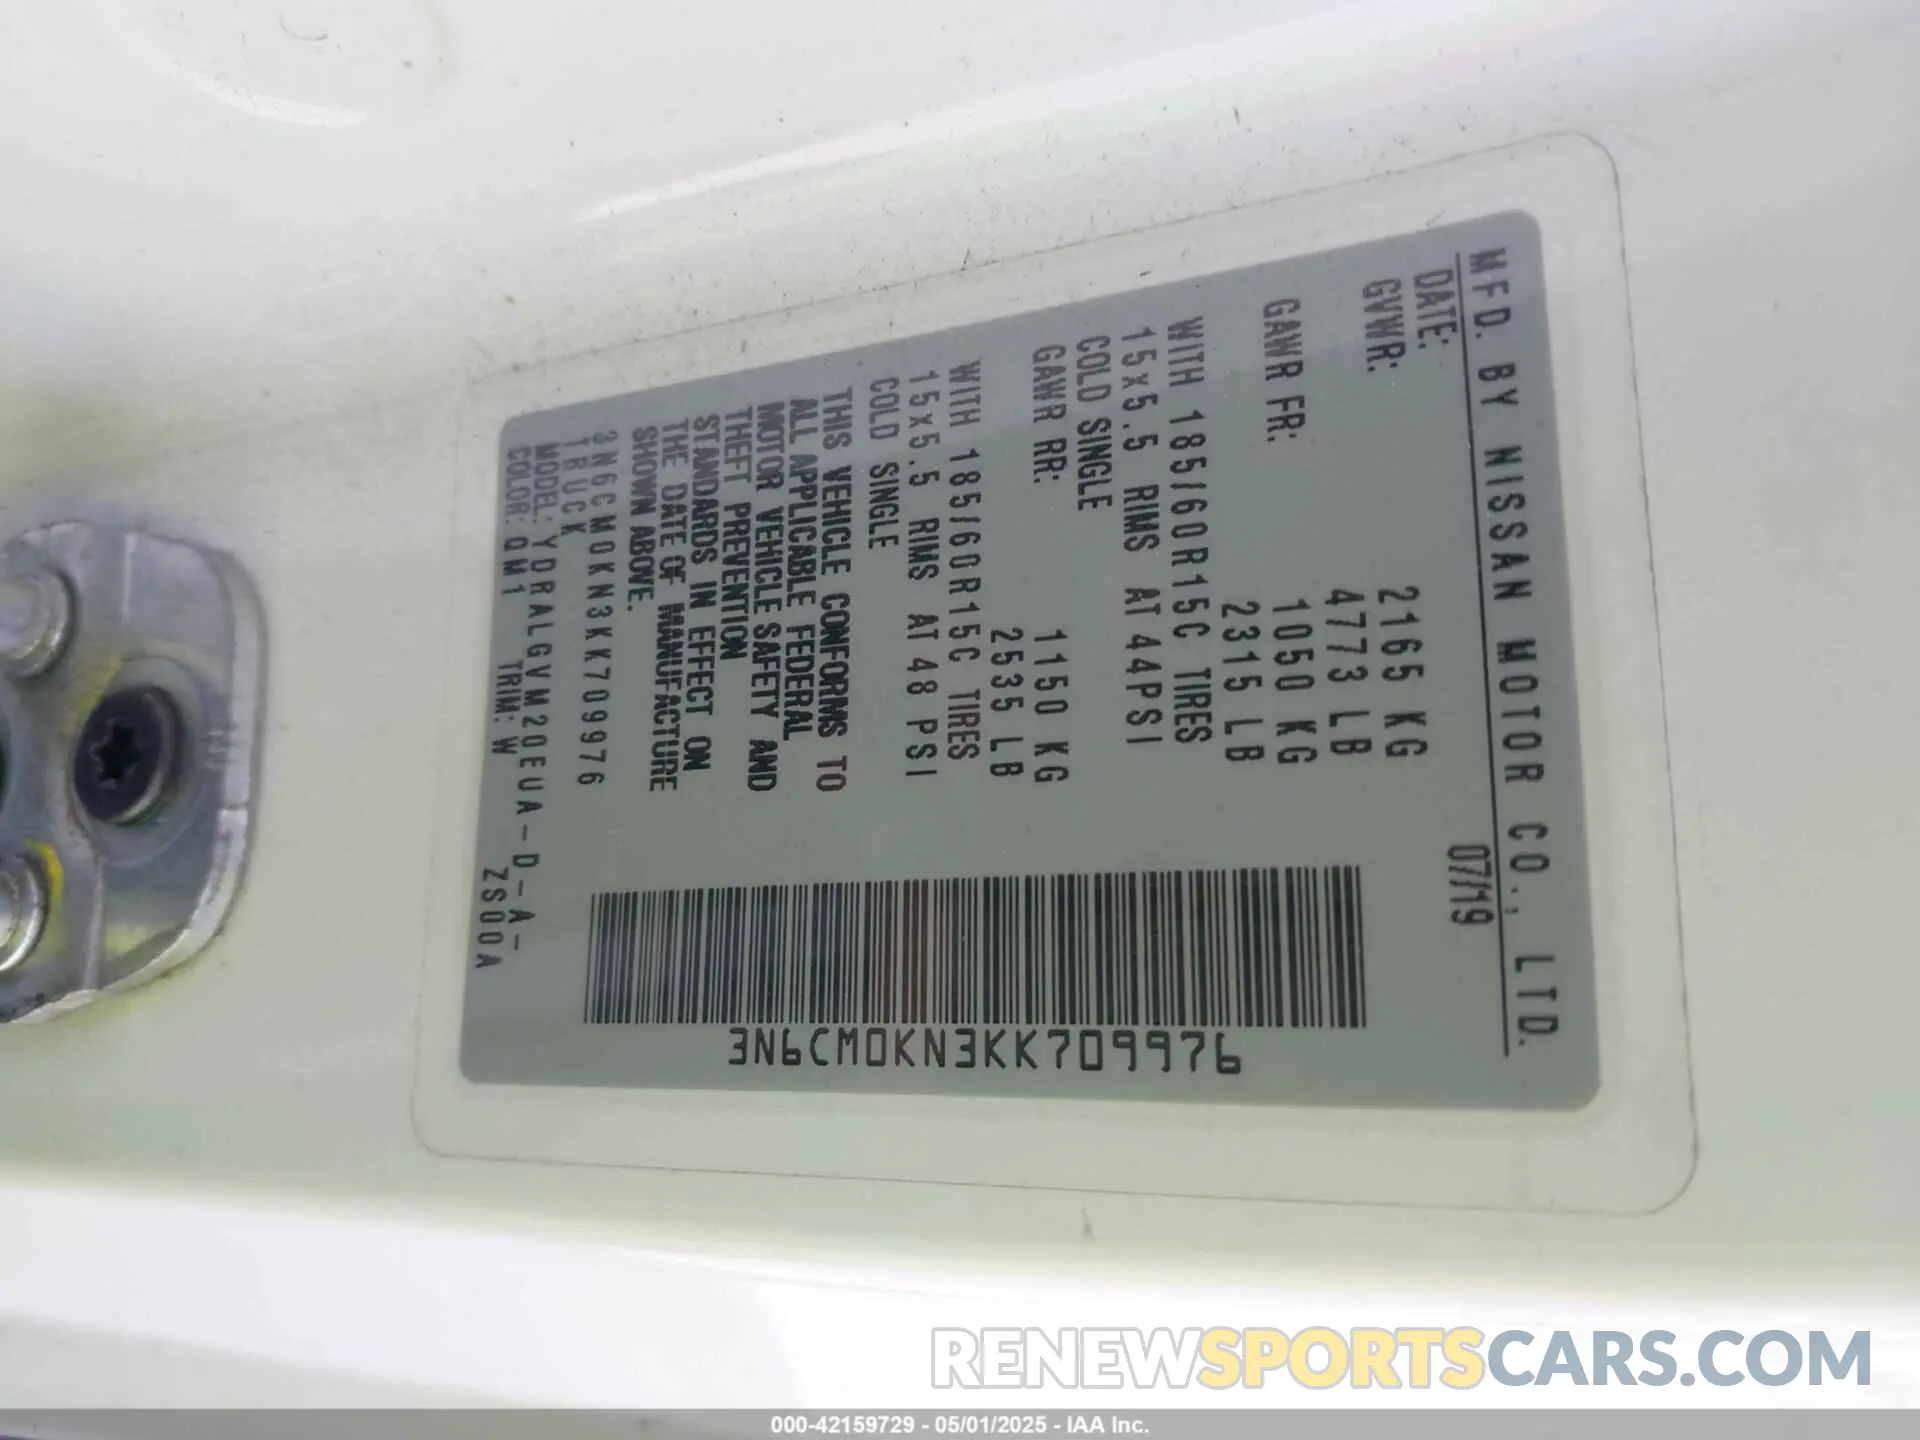 MFD. BY NISSAN MOTOR CO., LTD.
DATE: 07/19
GVWR: 2165 KG
4773 LB
GAWR FR: 1050 KG
2315 LB
WITH 185/60R15C TIRES
15x5.5 RIMS AT 44PSI
COLD SINGLE
GAWR RR: 1150 KG
2535 LB
WITH 185/60R15C TIRES
15x5.5 RIMS AT 48 PSI
COLD SINGLE
THIS VEHICLE CONFORMS TO
ALL APPLICABLE FEDERAL
MOTOR VEHICLE SAFETY AND
THEFT PREVENTION
STANDARDS IN EFFECT ON
THE DATE OF MANUFACTURE
SHOWN ABOVE.
3N6CM0KN3KK709976
TRUCK
MODEL: YDRALGVM20EUA-D-A-
COLOR: QM1 TRIM: W ZS00A
3N6CM0KN3KK709976
RENEWSPORTSCARS.COM
000-42159729 - 05/01/2025 - IAA Inc.